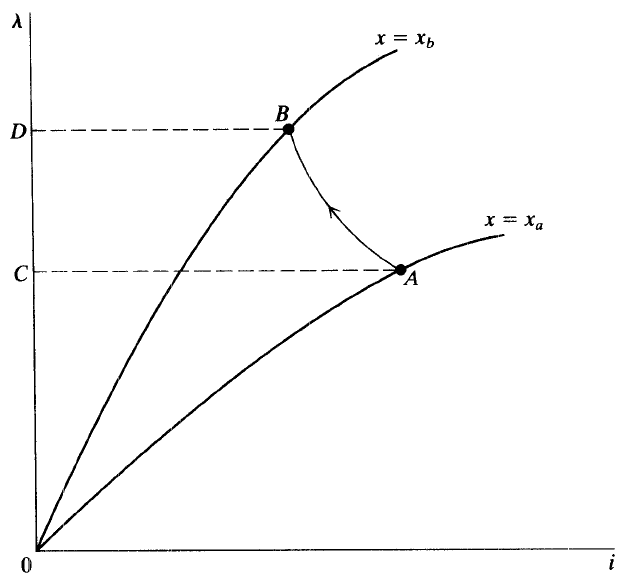 λ
x = x_b
B
D
x = x_a
C
A
0
i